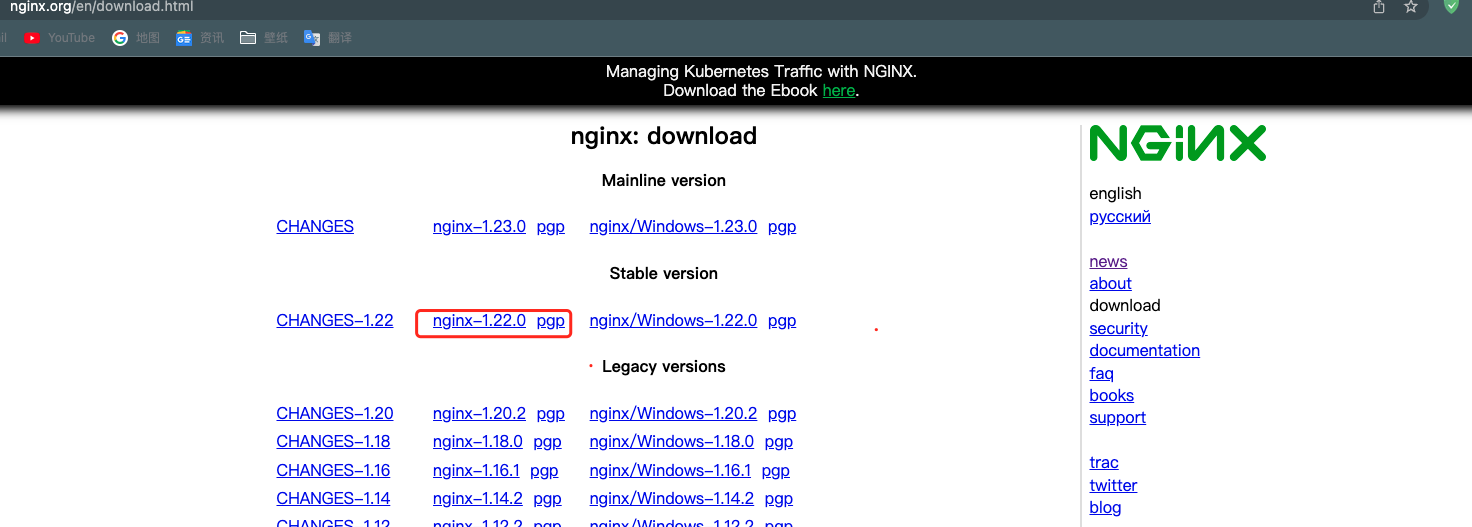 nginx.org/en/download.html
il YouTube 地图 资讯 壁纸 翻译
Managing Kubernetes Traffic with NGINX.
Download the Ebook here.
nginx: download
Mainline version
CHANGES nginx-1.23.0 pgp nginx/Windows-1.23.0 pgp
Stable version
CHANGES-1.22 nginx-1.22.0 pgp nginx/Windows-1.22.0 pgp
Legacy versions
CHANGES-1.20 nginx-1.20.2 pgp nginx/Windows-1.20.2 pgp
CHANGES-1.18 nginx-1.18.0 pgp nginx/Windows-1.18.0 pgp
CHANGES-1.16 nginx-1.16.1 pgp nginx/Windows-1.16.1 pgp
CHANGES-1.14 nginx-1.14.2 pgp nginx/Windows-1.14.2 pgp
CHANGES-1.12 nginx-1.12.2 pgp nginx/Windows-1.12.2 pgp
NGINX
english
русский
news
about
download
security
documentation
faq
books
support
trac
twitter
blog